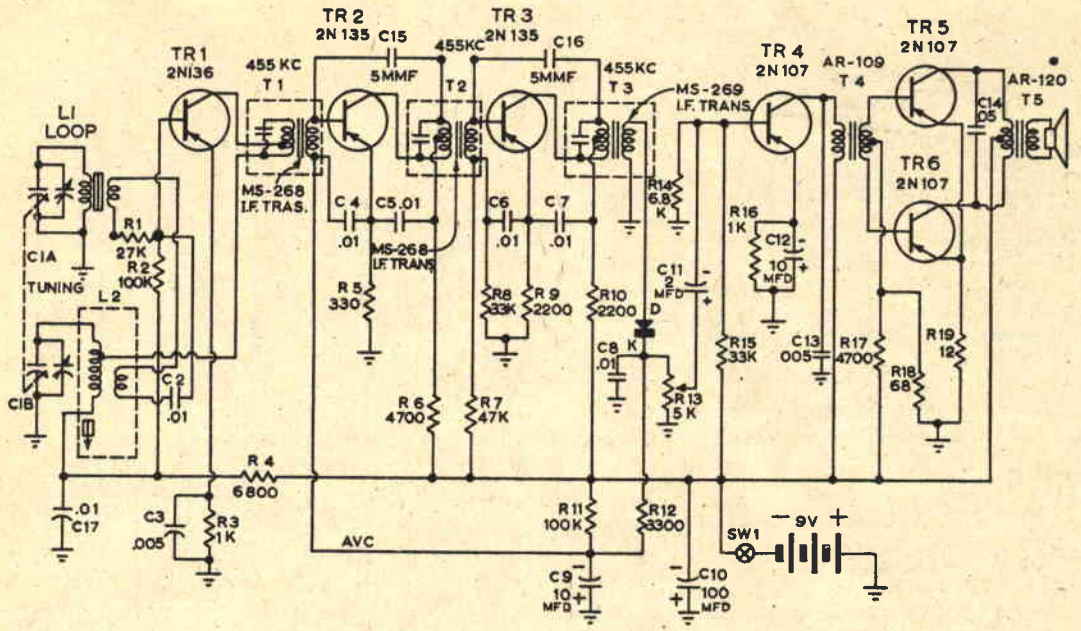 TR 1
2N136
455 KC
T 1
TR 2
2N 135
C15
5MMF
455KC
T2
TR 3
2N 135
C16
5MMF
455KC
T 3
MS-269
I.F. TRANS.
TR 4
2N107
AR-109
T 4
TR 5
2N107
C14
.05
AR-120
T5
L1
LOOP
R1
27K
R2
100K
C1A
TUNING
L 2
C1B
C 2
.01
MS-268
I.F. TRAS.
C 4
.01
C5 .01
MS-268
I.F. TRANS
C6
.01
C 7
.01
R14
6.8
K
R16
1K
C12
10
MFD
-
+
TR6
2N107
C11
2
MFD
-
+
R 5
330
R8
33K
R 9
2200
R10
2200
D
K
C 8
.01
R13
5 K
R15
33K
C13
.005
R17
4700
R18
68
R19
12
R 6
4700
R7
47K
R 4
6800
.01
C17
C3
.005
R3
1K
AVC
R11
100K
R12
3300
C9
10
MFD
-
+
C10
100
MFD
-
+
SW1
- 9V +